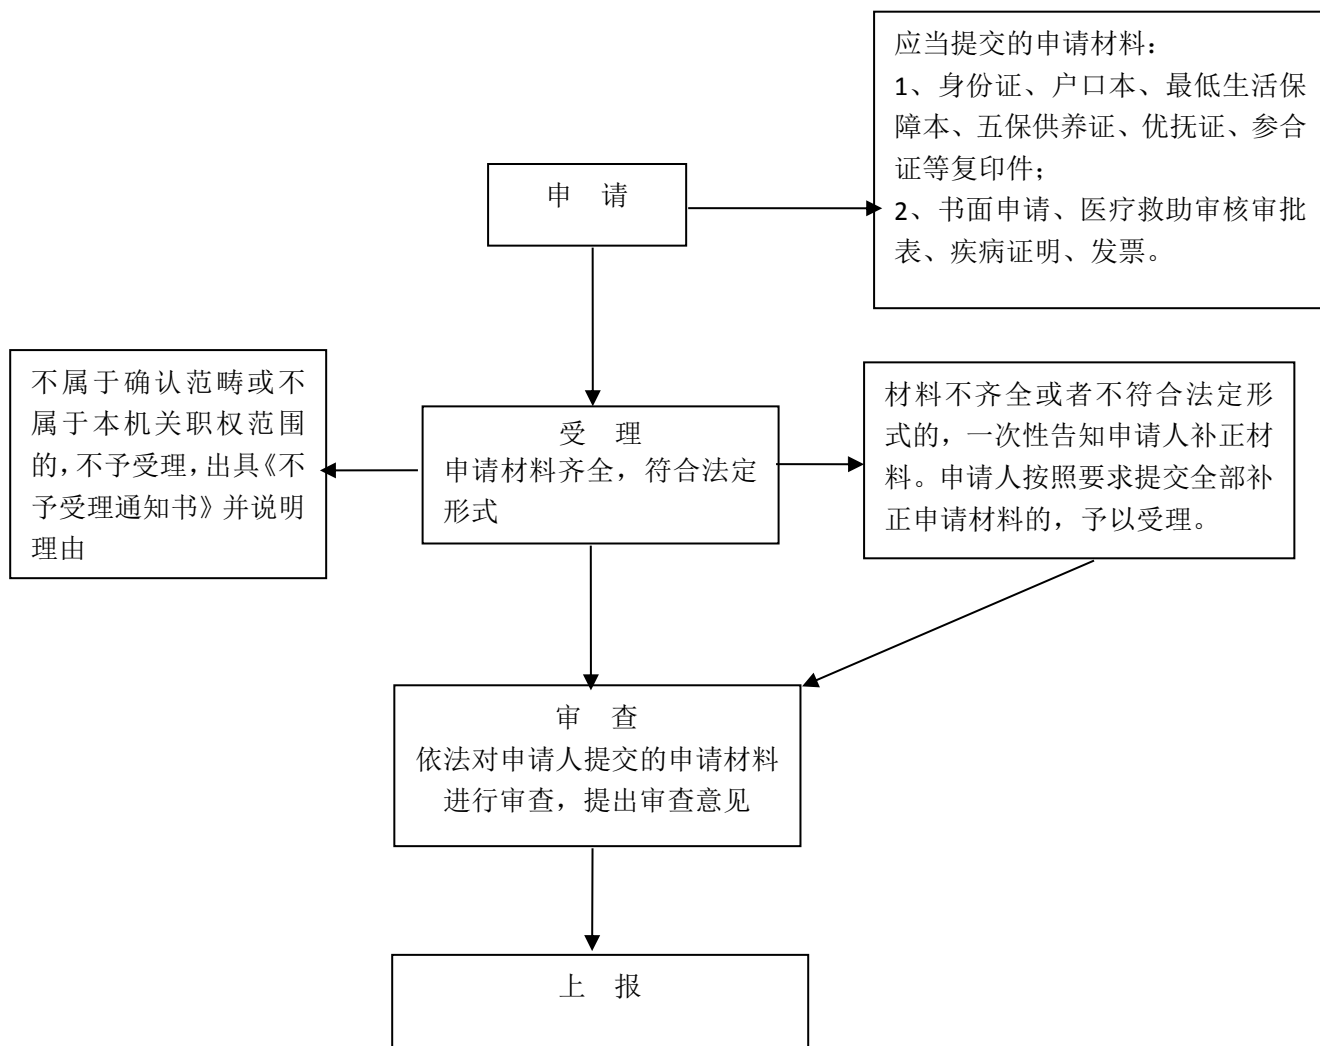 应当提交的申请材料：
1、身份证、户口本、最低生活保
障本、五保供养证、优抚证、参合
证等复印件；
2、书面申请、医疗救助审核审批
表、疾病证明、发票。
申 请
不属于确认范畴或不
属于本机关职权范围
的，不予受理，出具《不
予受理通知书》并说明
理由
受 理
申请材料齐全，符合法定
形式
材料不齐全或者不符合法定形
式的，一次性告知申请人补正材
料。申请人按照要求提交全部补
正申请材料的，予以受理。
审 查
依法对申请人提交的申请材料
进行审查，提出审查意见
上 报